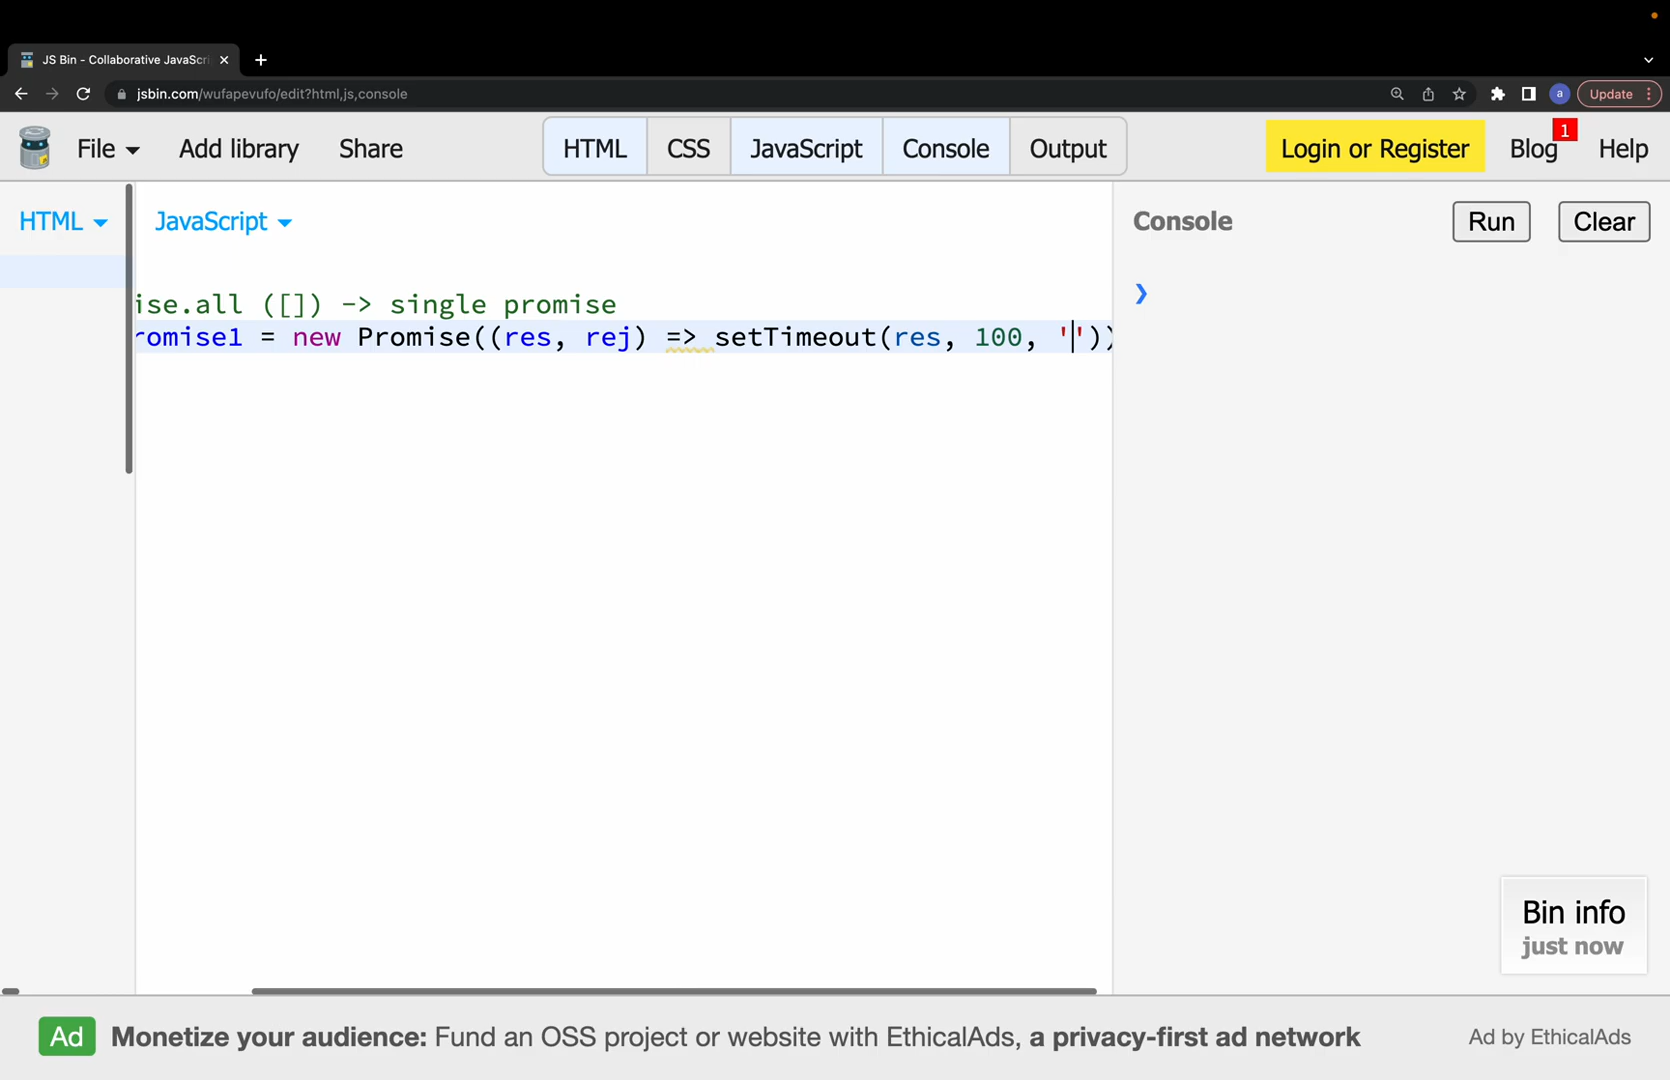 JS Bin - Collaborative JavaScri
jsbin.com/wufapevufo/edit?html,js,console
a
Update
File
Add library
Share
HTML
CSS
JavaScript
Console
Output
Login or Register
Blog
1
Help
HTML
JavaScript
Console
Run
Clear
ise.all ([]) -> single promise
romise1 = new Promise((res, rej) => setTimeout(res, 100, ''))
Bin info
just now
Ad
Monetize your audience: Fund an OSS project or website with EthicalAds, a privacy-first ad network
Ad by EthicalAds